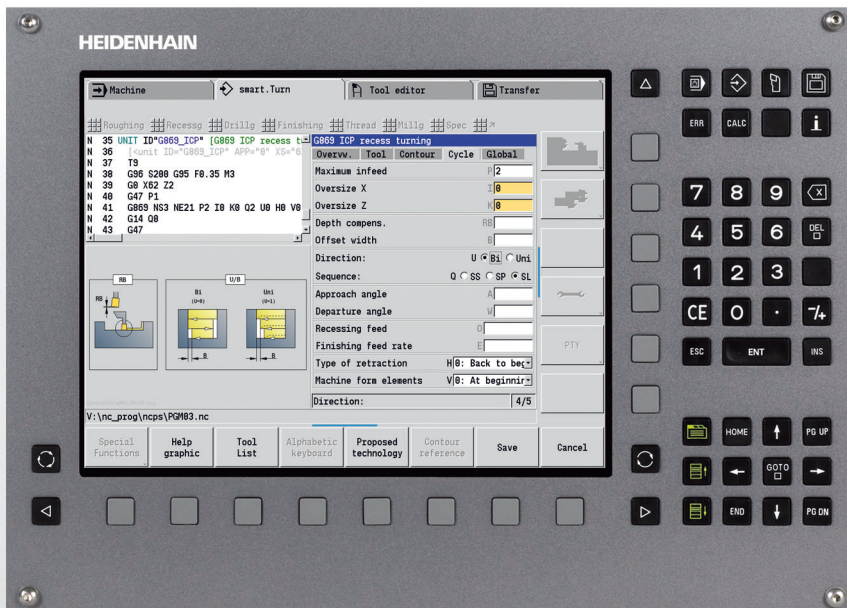 HEIDENHAIN
Machine
smart.Turn
Tool editor
Transfer
Roughing Recessg Drillg Finishing Thread Millg Spec
N 35 UNIT ID"G869_ICP" [G869 ICP recess t
N 36 [<unit ID="G869_ICP" APP="0" XS="6
N 37 T9
N 38 G96 S200 G95 F0.35 M3
N 39 G0 X62 Z2
N 40 G47 P1
N 41 G869 NS3 NE21 P2 I0 K0 Q2 U0 H0 V0
N 42 G14 Q0
N 43 G47
G869 ICP recess turning
Overvw. Tool Contour Cycle Global
Maximum infeed P 2
Oversize X I 0
Oversize Z K 0
Depth compens. RB
Offset width B
Direction: U Bi Uni
Sequence: Q SS SP SL
Approach angle A
Departure angle W
Recessing feed O
Finishing feed rate E
Type of retraction H 0: Back to beg
Machine form elements V 0: At beginnin
Direction: 4/5
RB
RB
U/B
Bi
(U=0)
Uni
(U=1)
B
B
PTY
V:\nc_prog\ncps\PGM03.nc
Special Functions
Help graphic
Tool List
Alphabetic keyboard
Proposed technology
Contour reference
Save
Cancel
ERR CALC i
7 8 9 X
4 5 6 DEL
1 2 3
CE 0 . -/+
ESC ENT INS
HOME PG UP
GOTO
END PG DN